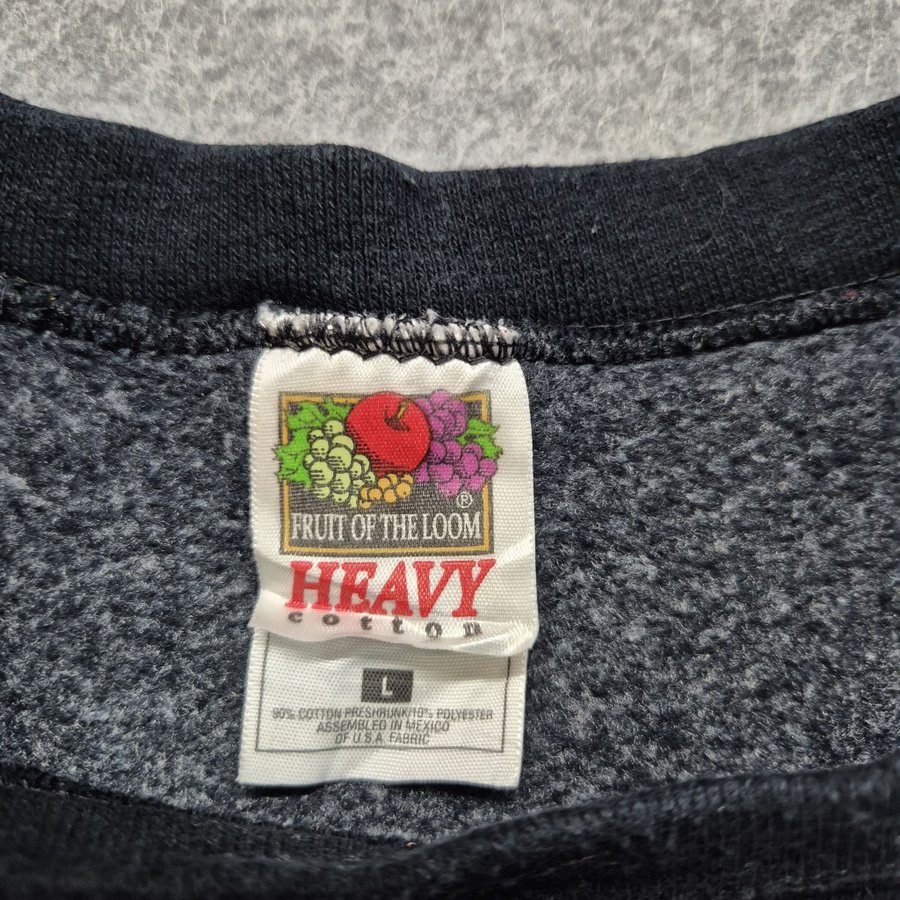 ®
FRUIT OF THE LOOM
HEAVY
cotton
L
90% COTTON PRESHRUNK/10% POLYESTER
ASSEMBLED IN MEXICO
OF U.S.A. FABRIC